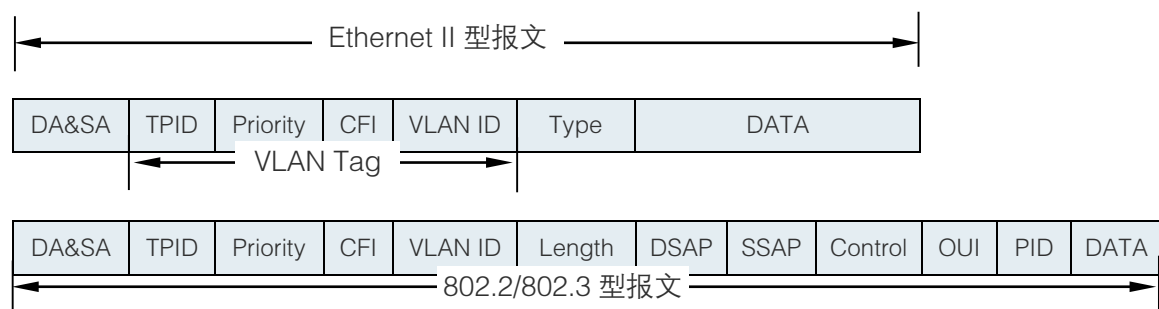 Ethernet II 型报文
DA&SA TPID Priority CFI VLAN ID Type DATA
VLAN Tag
DA&SA TPID Priority CFI VLAN ID Length DSAP SSAP Control OUI PID DATA
802.2/802.3 型报文